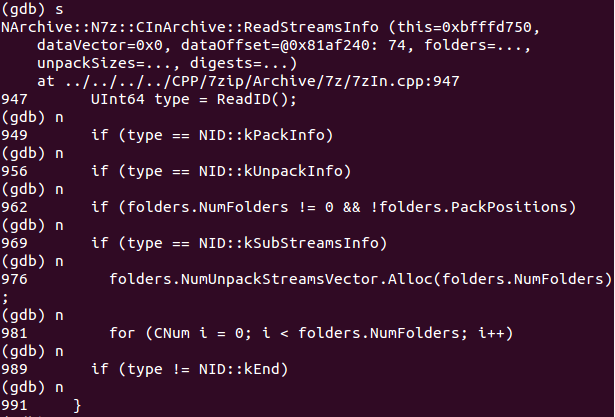 (gdb) s
NArchive::N7z::CInArchive::ReadStreamsInfo (this=0xbfffd750,
    dataVector=0x0, dataOffset=@0x81af240: 74, folders=...,
    unpackSizes=..., digests=...)
    at ../../../../CPP/7zip/Archive/7z/7zIn.cpp:947
947       UInt64 type = ReadID();
(gdb) n
949       if (type == NID::kPackInfo)
(gdb) n
956       if (type == NID::kUnpackInfo)
(gdb) n
962       if (folders.NumFolders != 0 && !folders.PackPositions)
(gdb) n
969       if (type == NID::kSubStreamsInfo)
(gdb) n
976         folders.NumUnpackStreamsVector.Alloc(folders.NumFolders)
;
(gdb) n
981         for (CNum i = 0; i < folders.NumFolders; i++)
(gdb) n
989       if (type != NID::kEnd)
(gdb) n
991     }